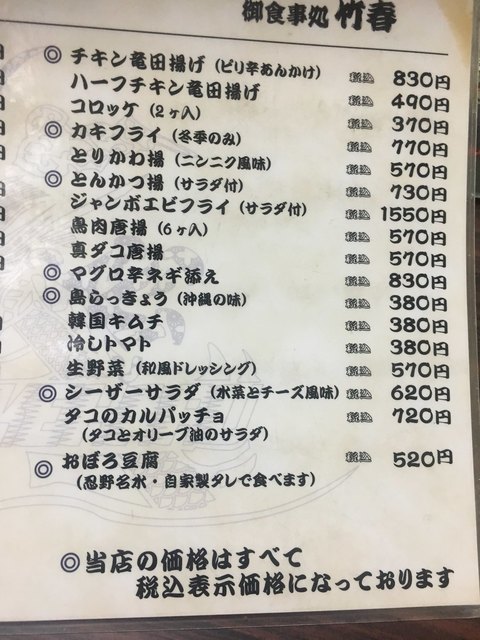 御食事処 竹春
◎ チキン竜田揚げ（ピリ辛あんかけ） 税込 830円
ハーフチキン竜田揚げ 税込 490円
コロッケ（2ヶ入） 税込 370円
◎ カキフライ（冬季のみ） 税込 770円
とりかわ揚（ニンニク風味） 税込 570円
◎ とんかつ揚（サラダ付） 税込 730円
ジャンボエビフライ（サラダ付） 税込 1550円
鳥肉唐揚（6ヶ入） 税込 570円
真ダコ唐揚 税込 570円
◎ マグロ辛ネギ添え 税込 830円
◎ 島らっきょう（沖縄の味） 税込 380円
韓国キムチ 税込 380円
冷しトマト 税込 380円
生野菜（和風ドレッシング） 税込 570円
◎ シーザーサラダ（水菜とチーズ風味） 税込 620円
タコのカルパッチョ 税込 720円
（タコとオリーブ油のサラダ）
◎ おぼろ豆腐 税込 520円
（忍野名水・自家製タレで食べます）
◎当店の価格はすべて
税込表示価格になっております